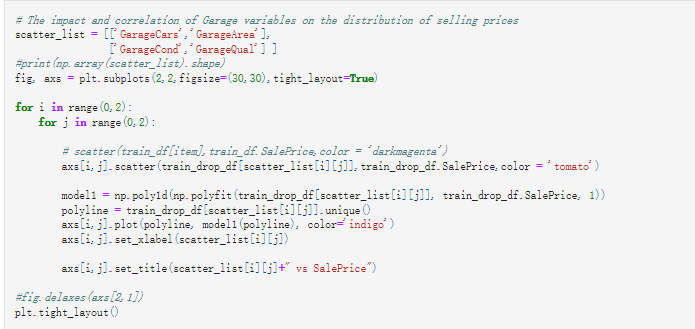 # The impact and correlation of Garage variables on the distribution of selling prices
scatter_list = [['GarageCars','GarageArea'],
['GarageCond','GarageQual'] ]
#print(np.array(scatter_list).shape)
fig, axs = plt.subplots(2,2,figsize=(30,30),tight_layout=True)
for i in range(0,2):
for j in range(0,2):
# scatter(train_df[item],train_df.SalePrice,color = 'darkmagenta')
axs[i,j].scatter(train_drop_df[scatter_list[i][j]],train_drop_df.SalePrice,color = 'tomato')
model1 = np.poly1d(np.polyfit(train_drop_df[scatter_list[i][j]], train_drop_df.SalePrice, 1))
polyline = train_drop_df[scatter_list[i][j]].unique()
axs[i,j].plot(polyline, model1(polyline), color='indigo')
axs[i,j].set_xlabel(scatter_list[i][j])
axs[i,j].set_title(scatter_list[i][j]+" vs SalePrice")
#fig.delaxes(axs[2,1])
plt.tight_layout()